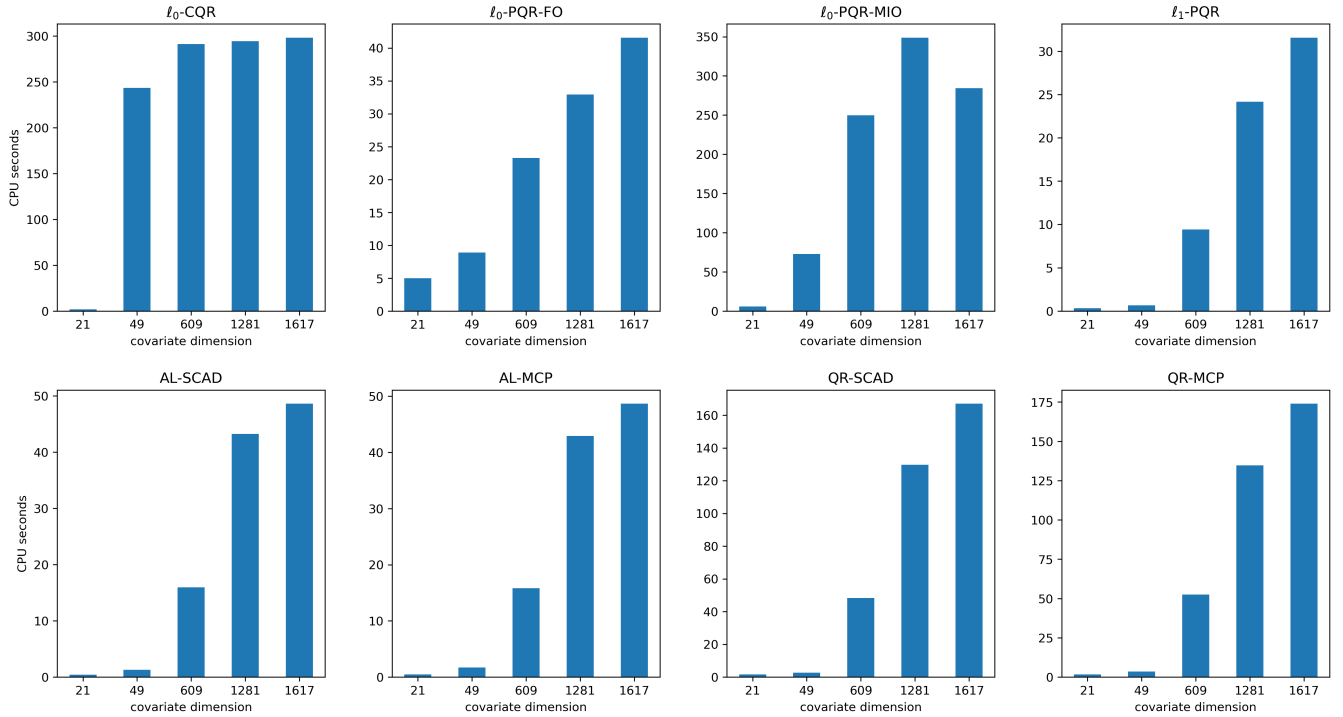 ℓ₀-CQR
CPU seconds
300
250
200
150
100
50
0
21 49 609 1281 1617
covariate dimension
ℓ₀-PQR-FO
40
35
30
25
20
15
10
5
0
21 49 609 1281 1617
covariate dimension
ℓ₀-PQR-MIO
350
300
250
200
150
100
50
0
21 49 609 1281 1617
covariate dimension
ℓ₁-PQR
30
25
20
15
10
5
0
21 49 609 1281 1617
covariate dimension
AL-SCAD
CPU seconds
50
40
30
20
10
0
21 49 609 1281 1617
covariate dimension
AL-MCP
50
40
30
20
10
0
21 49 609 1281 1617
covariate dimension
QR-SCAD
160
140
120
100
80
60
40
20
0
21 49 609 1281 1617
covariate dimension
QR-MCP
175
150
125
100
75
50
25
0
21 49 609 1281 1617
covariate dimension